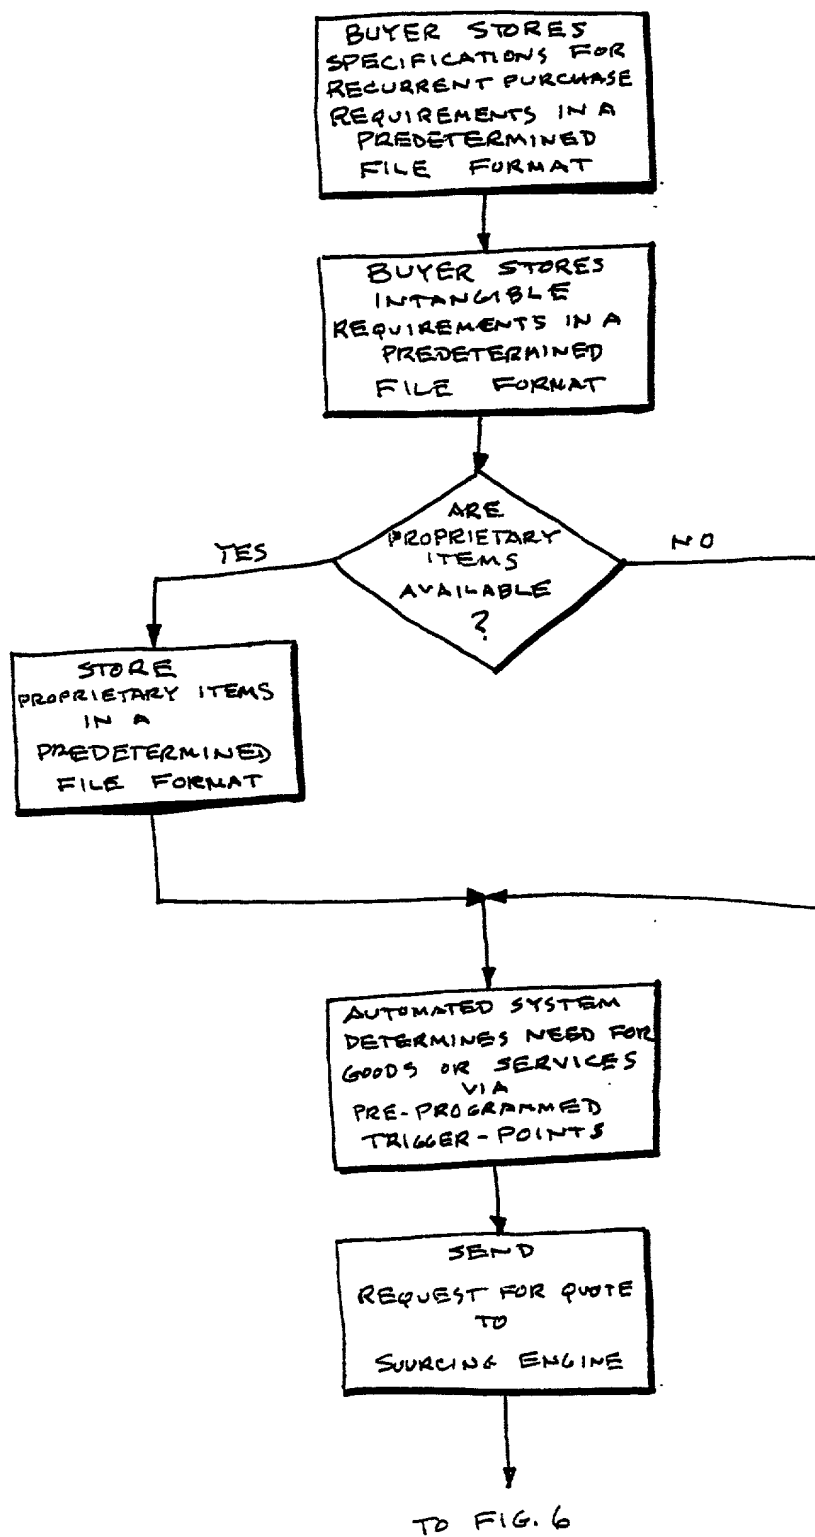 BUYER STORES
SPECIFICATIONS FOR
RECURRENT PURCHASE
REQUIREMENTS IN A
PREDETERMINED
FILE FORMAT
BUYER STORES
INTANGIBLE
REQUIREMENTS IN A
PREDETERMINED
FILE FORMAT
ARE
PROPRIETARY
ITEMS
AVAILABLE
?
YES
NO
STORE
PROPRIETARY ITEMS
IN A
PREDETERMINED
FILE FORMAT
AUTOMATED SYSTEM
DETERMINES NEED FOR
GOODS OR SERVICES
VIA
PRE-PROGRAMMED
TRIGGER-POINTS
SEND
REQUEST FOR QUOTE
TO
SOURCING ENGINE
TO FIG. 6